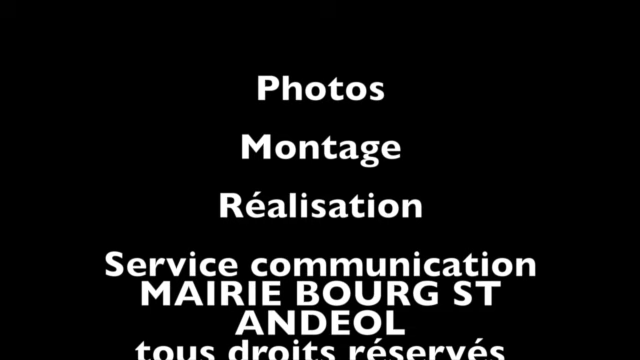 Photos
Montage
Réalisation
Service communication
MAIRIE BOURG ST
ANDEOL
tous droits réservés